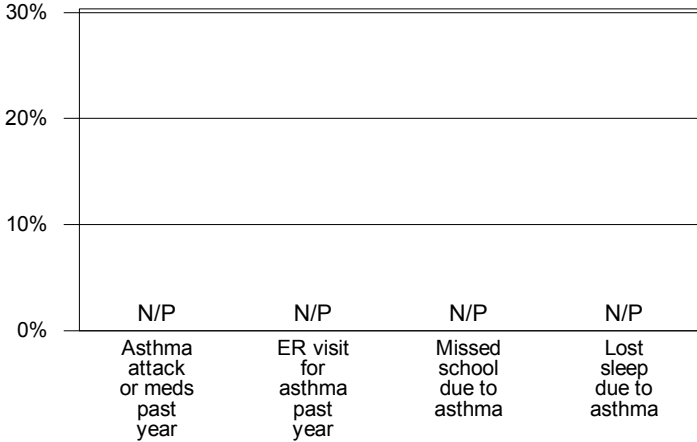 30%
20%
10%
0%
N/P
N/P
N/P
N/P
Asthma
attack
or meds
past
year
ER visit
for
asthma
past
year
Missed
school
due to
asthma
Lost
sleep
due to
asthma